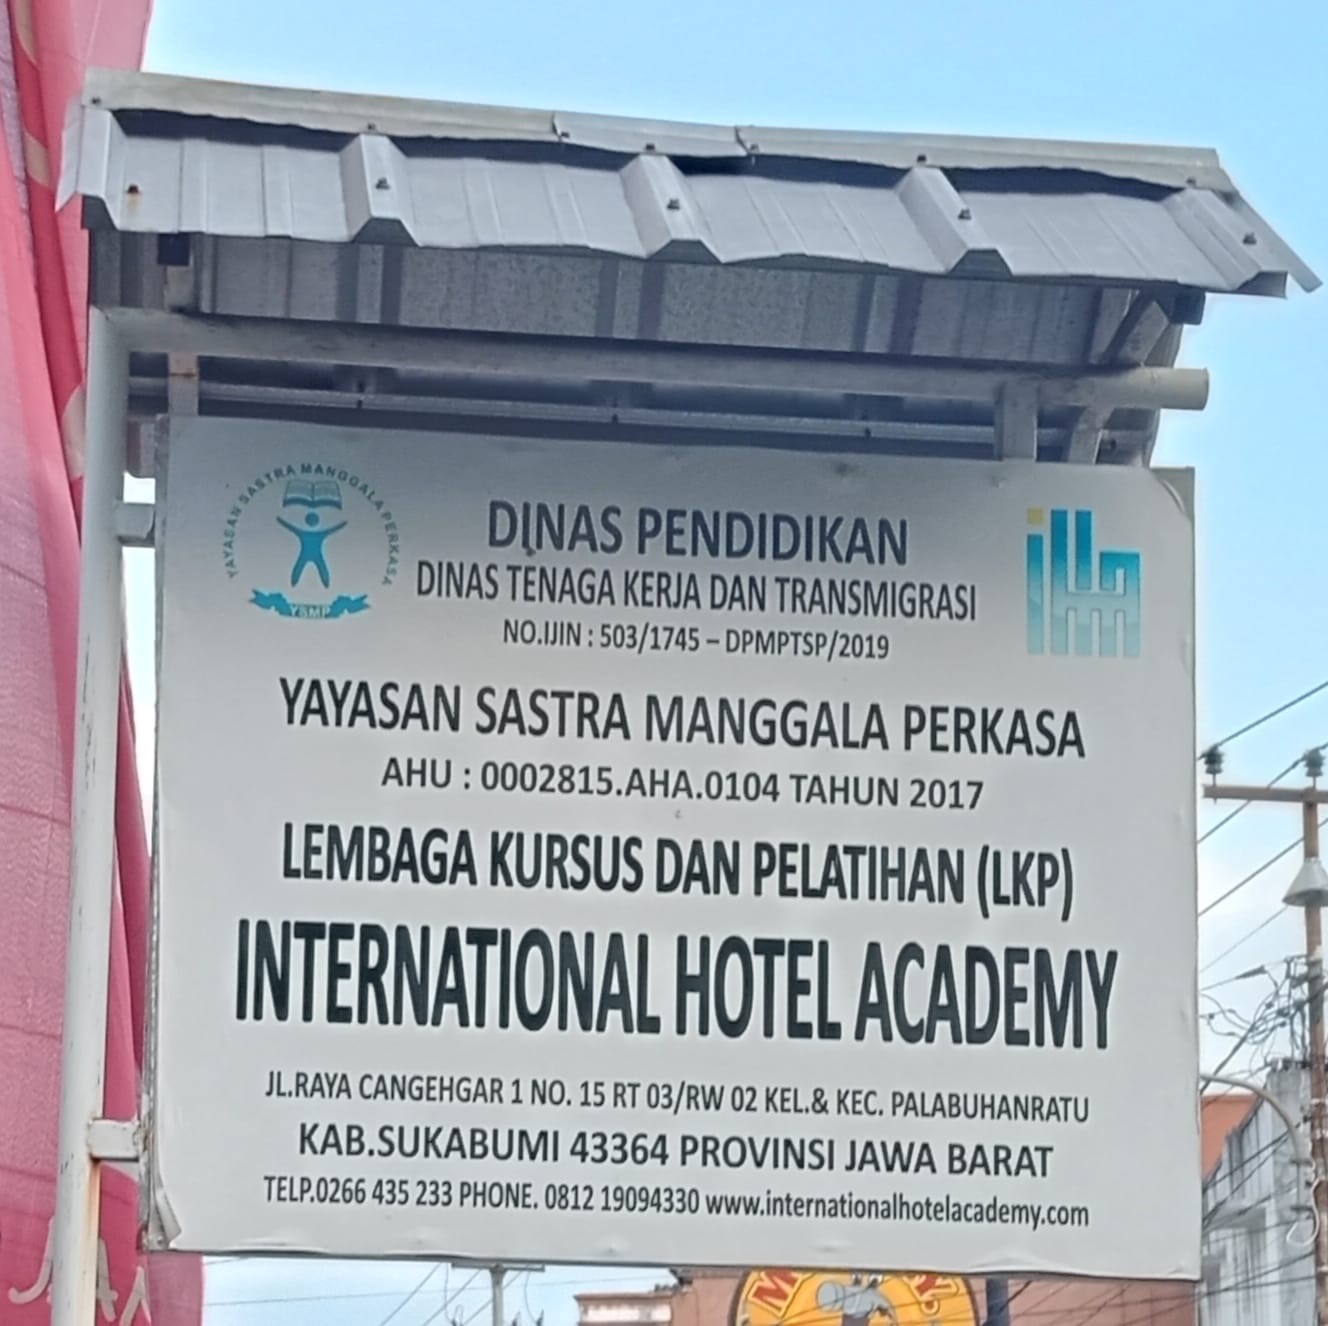 YAYASAN SASTRA MANGGALA PERKASA
YSMP
DINAS PENDIDIKAN
DINAS TENAGA KERJA DAN TRANSMIGRASI
NO.IJIN : 503/1745 – DPMPTSP/2019
YAYASAN SASTRA MANGGALA PERKASA
AHU : 0002815.AHA.0104 TAHUN 2017
LEMBAGA KURSUS DAN PELATIHAN (LKP)
INTERNATIONAL HOTEL ACADEMY
JL.RAYA CANGEHGAR 1 NO. 15 RT 03/RW 02 KEL.& KEC. PALABUHANRATU
KAB.SUKABUMI 43364 PROVINSI JAWA BARAT
TELP.0266 435 233 PHONE. 0812 19094330 www.internationalhotelacademy.com